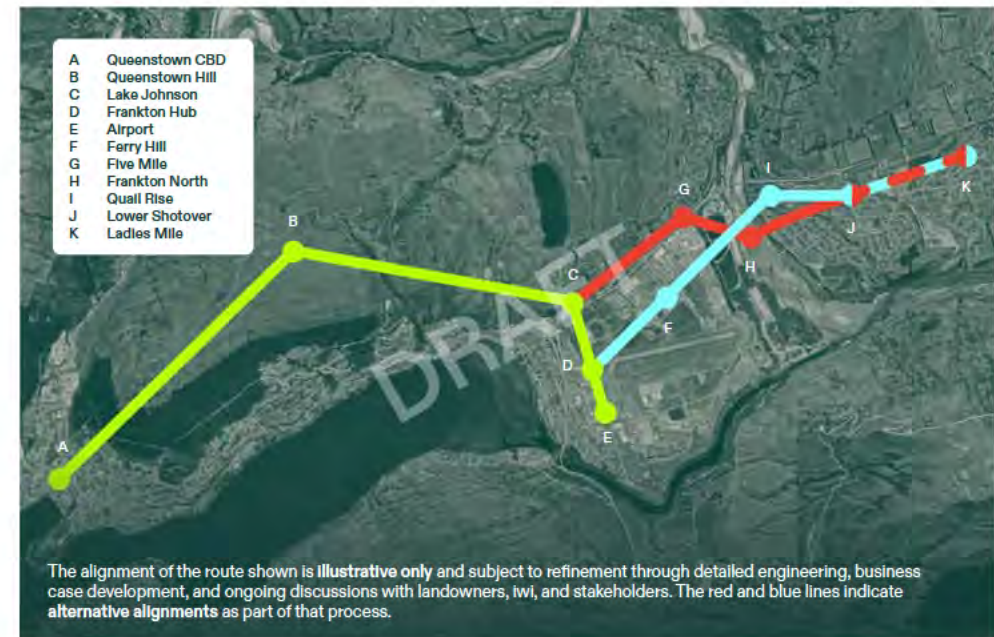 A Queenstown CBD
B Queenstown Hill
C Lake Johnson
D Frankton Hub
E Airport
F Ferry Hill
G Five Mile
H Frankton North
I Quail Rise
J Lower Shotover
K Ladies Mile
I
K
G
B
J
H
C
DRAFT
F
D
E
A
The alignment of the route shown is illustrative only and subject to refinement through detailed engineering, business
case development, and ongoing discussions with landowners, iwi, and stakeholders. The red and blue lines indicate
alternative alignments as part of that process.